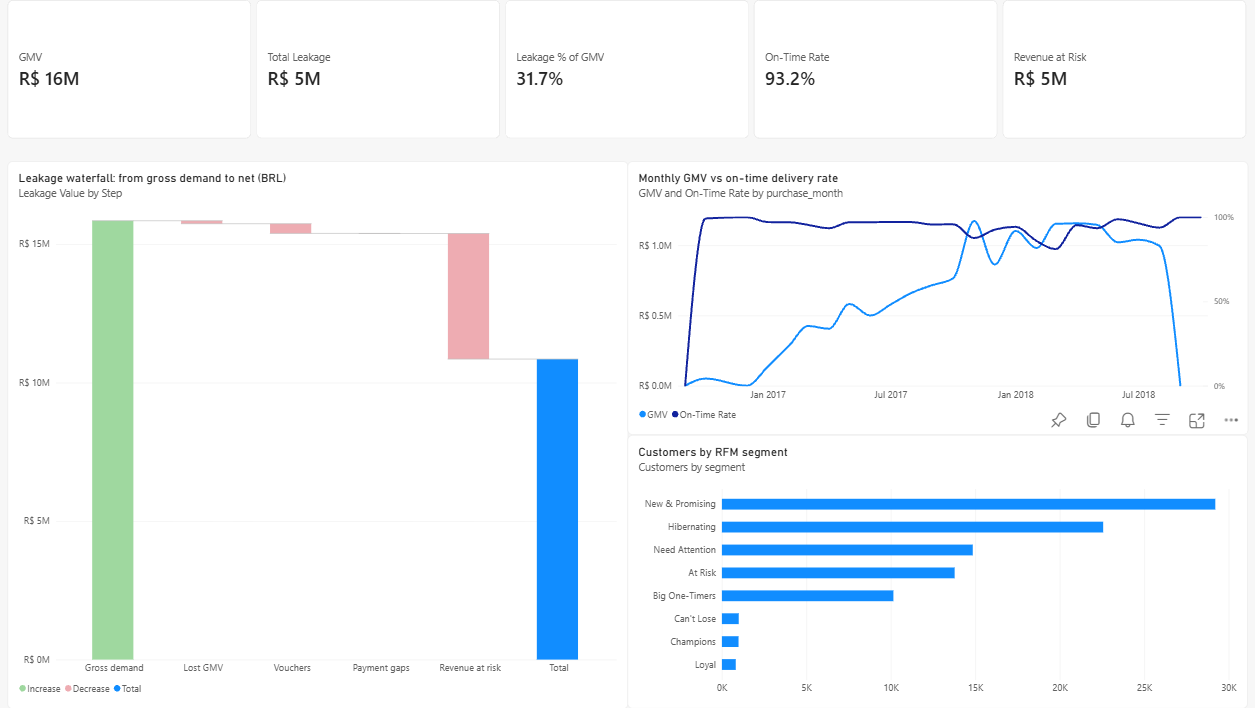 GMV
R$ 16M
Total Leakage
R$ 5M
Leakage % of GMV
31.7%
On-Time Rate
93.2%
Revenue at Risk
R$ 5M
Leakage waterfall: from gross demand to net (BRL)
Leakage Value by Step
R$ 15M
R$ 10M
R$ 5M
R$ 0M
Gross demand
Lost GMV
Vouchers
Payment gaps
Revenue at risk
Total
Increase Decrease Total
Monthly GMV vs on-time delivery rate
GMV and On-Time Rate by purchase_month
R$ 1.0M
R$ 0.5M
R$ 0.0M
100%
50%
0%
Jan 2017
Jul 2017
Jan 2018
Jul 2018
GMV On-Time Rate
Customers by RFM segment
Customers by segment
New & Promising
Hibernating
Need Attention
At Risk
Big One-Timers
Can't Lose
Champions
Loyal
0K
5K
10K
15K
20K
25K
30K